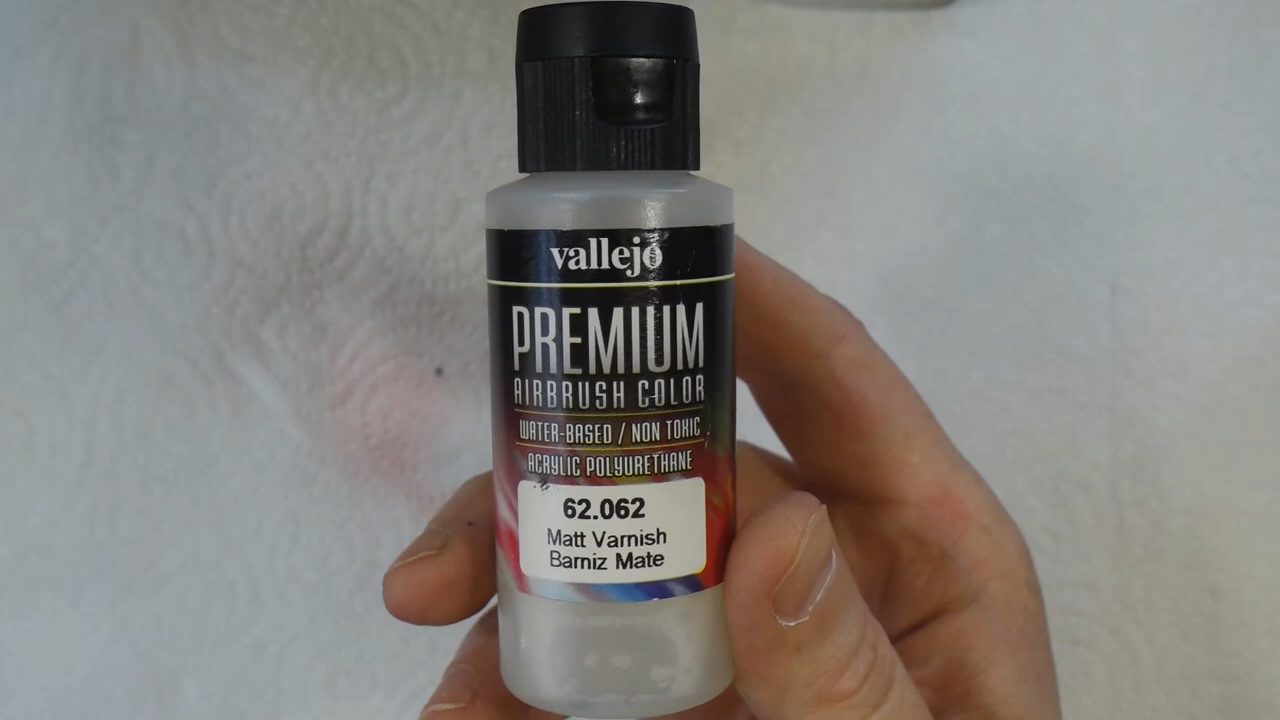 vallejo
PREMIUM
AIRBRUSH COLOR
WATER-BASED / NON TOXIC
ACRYLIC POLYURETHANE
62.062
Matt Varnish
Barniz Mate